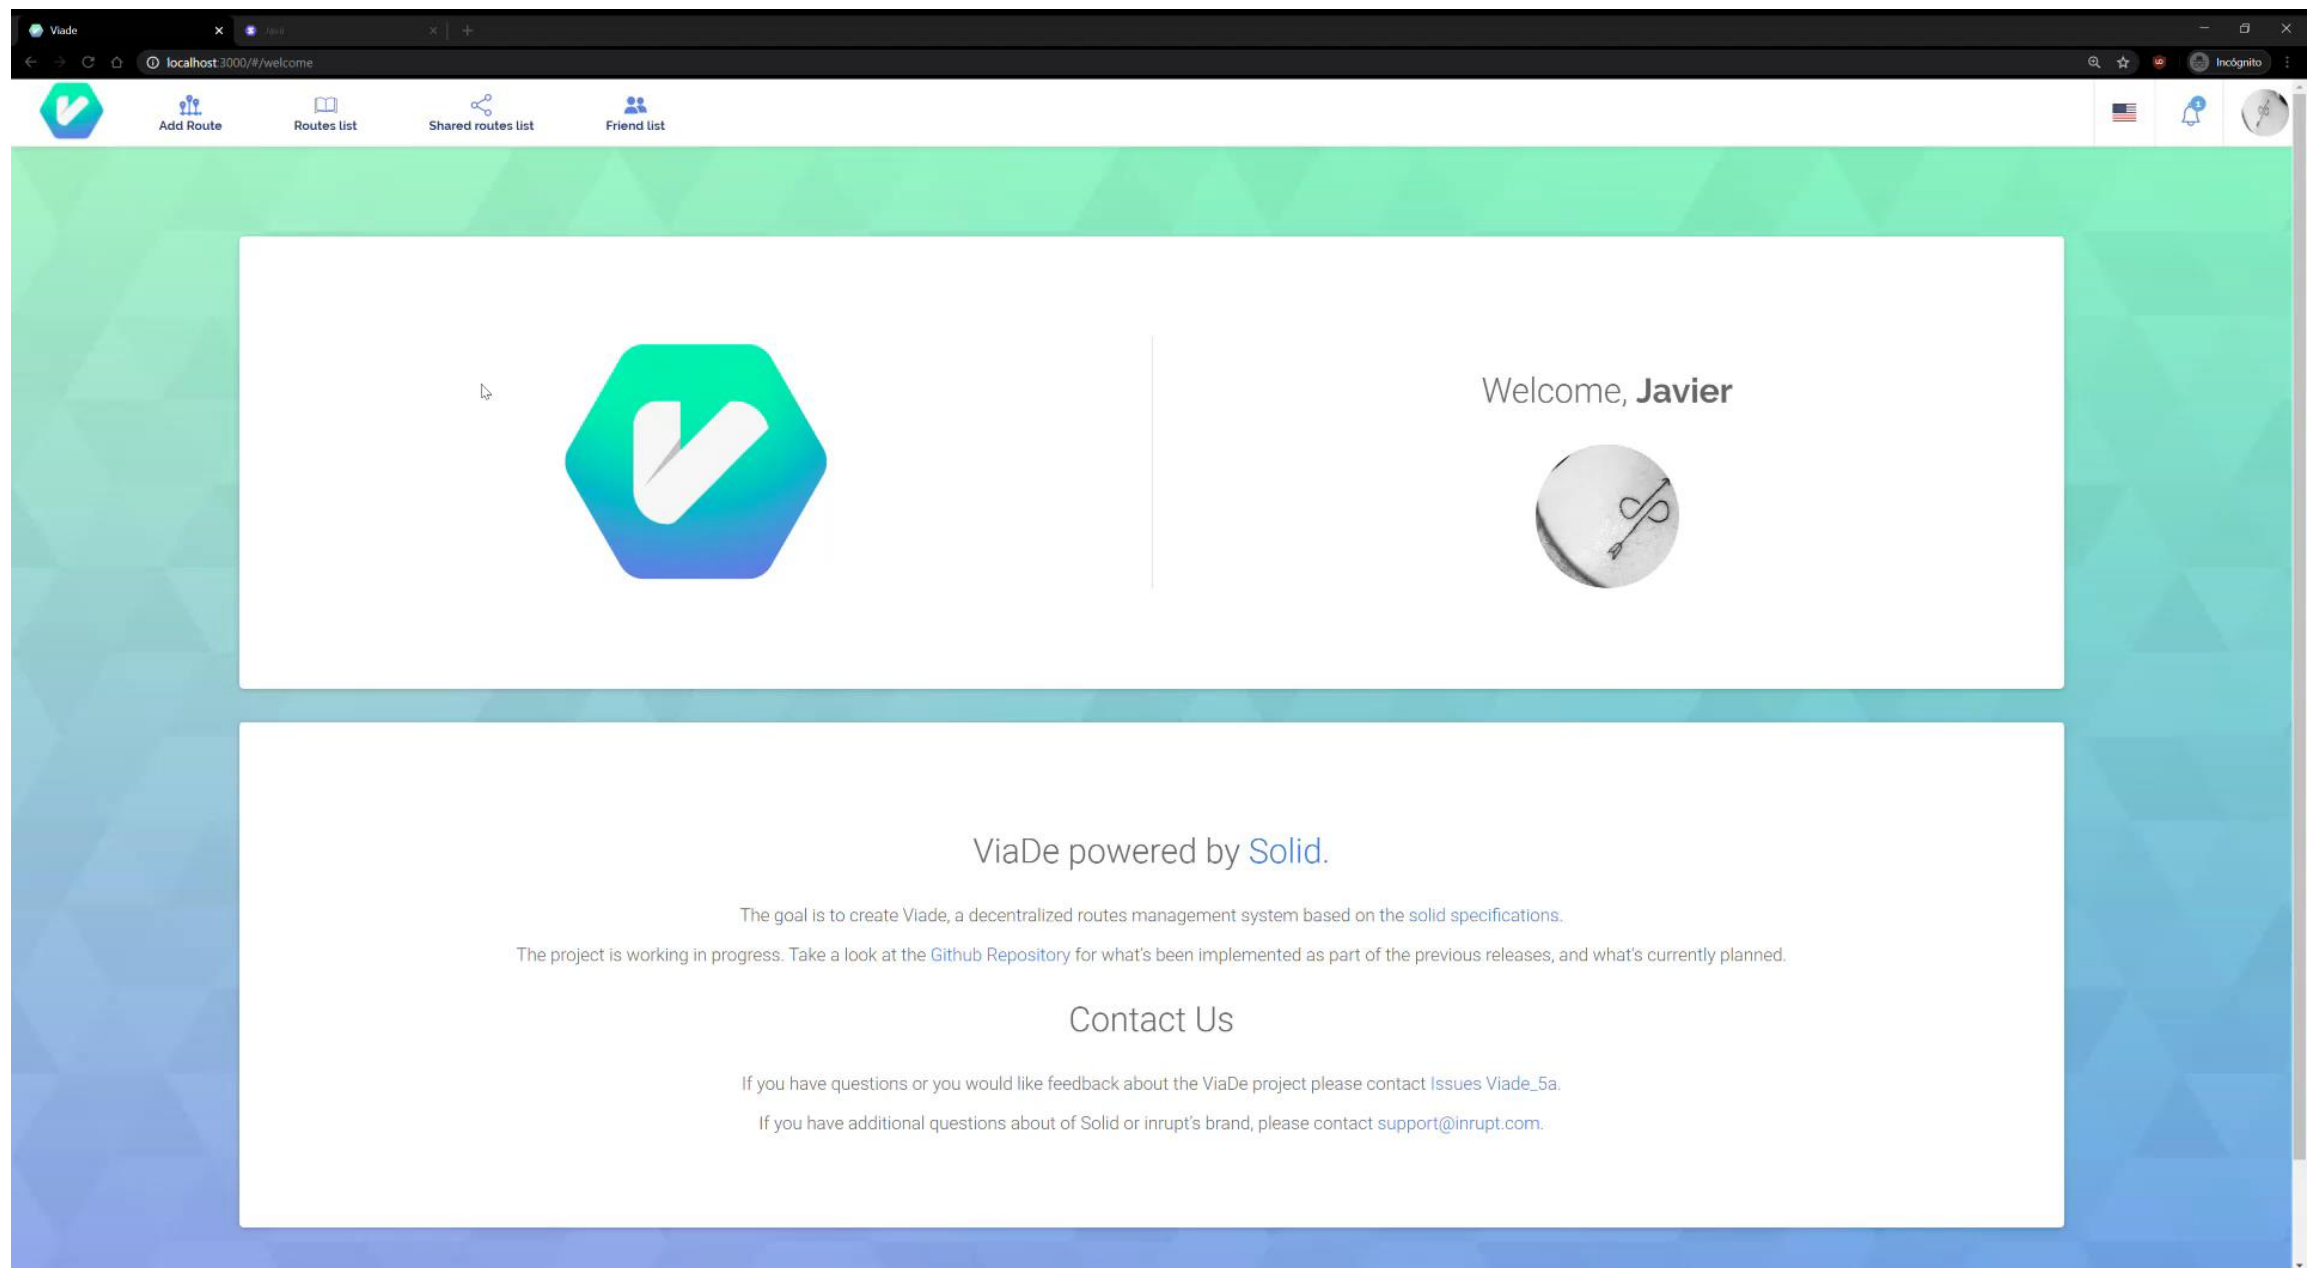 Viade
localhost:3000/#/welcome
Incógnito
Add Route
Routes list
Shared routes list
Friend list
1
Welcome, Javier
ViaDe powered by Solid.
The goal is to create Viade, a decentralized routes management system based on the solid specifications.
The project is working in progress. Take a look at the Github Repository for what's been implemented as part of the previous releases, and what's currently planned.
Contact Us
If you have questions or you would like feedback about the ViaDe project please contact Issues Viade_5a.
If you have additional questions about of Solid or inrupt's brand, please contact support@inrupt.com.